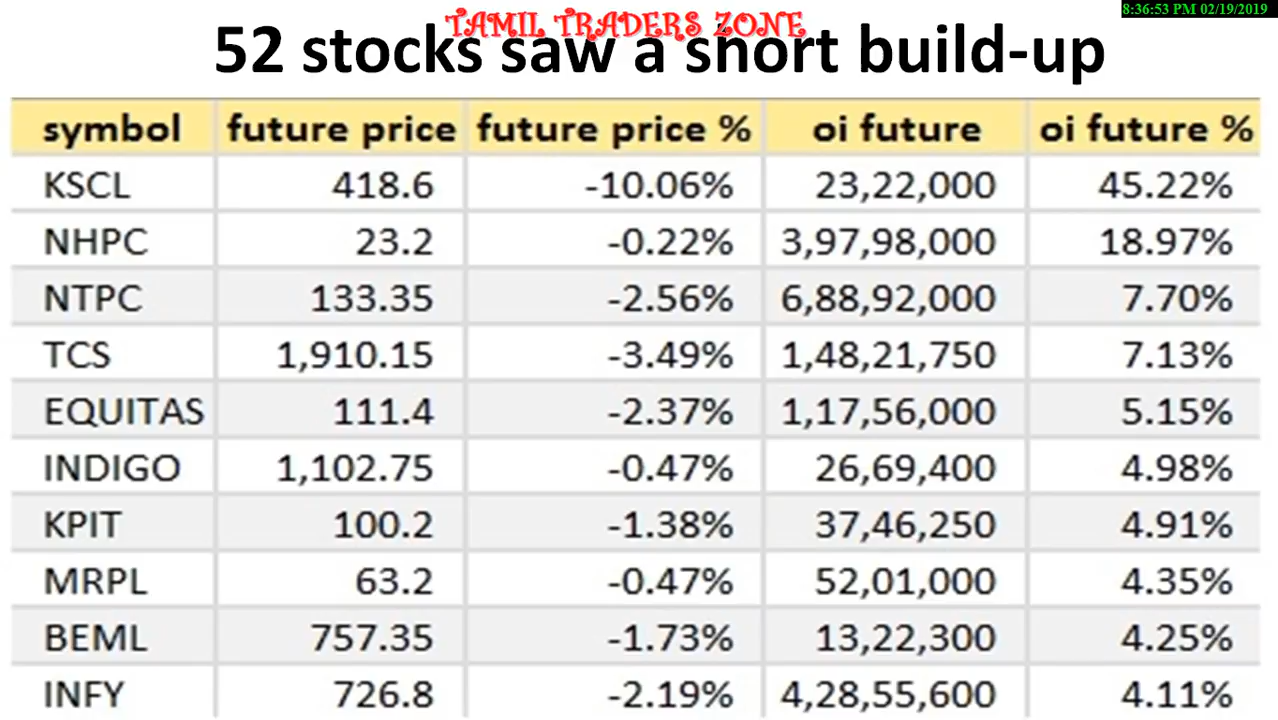 8:36:53 PM 02/19/2019
TAMIL TRADERS ZONE
52 stocks saw a short build-up
symbol future price future price % oi future oi future %
KSCL 418.6 -10.06% 23,22,000 45.22%
NHPC 23.2 -0.22% 3,97,98,000 18.97%
NTPC 133.35 -2.56% 6,88,92,000 7.70%
TCS 1,910.15 -3.49% 1,48,21,750 7.13%
EQUITAS 111.4 -2.37% 1,17,56,000 5.15%
INDIGO 1,102.75 -0.47% 26,69,400 4.98%
KPIT 100.2 -1.38% 37,46,250 4.91%
MRPL 63.2 -0.47% 52,01,000 4.35%
BEML 757.35 -1.73% 13,22,300 4.25%
INFY 726.8 -2.19% 4,28,55,600 4.11%